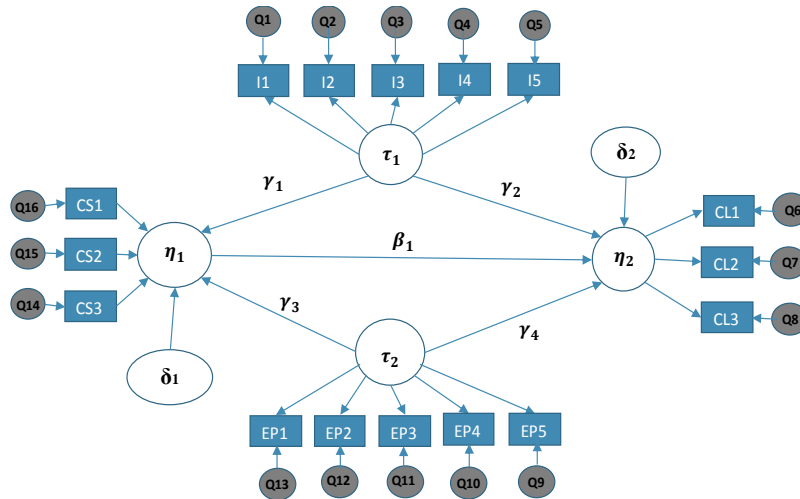 Q1 Q2 Q3 Q4 Q5
I1 I2 I3 I4 I5
τ₁
δ₂
γ₁ γ₂
Q16 CS1 CL1 Q6
β₁
Q15 CS2 η₁ η₂ CL2 Q7
Q14 CS3 CL3 Q8
γ₃ γ₄
τ₂
δ₁
EP1 EP2 EP3 EP4 EP5
Q13 Q12 Q11 Q10 Q9